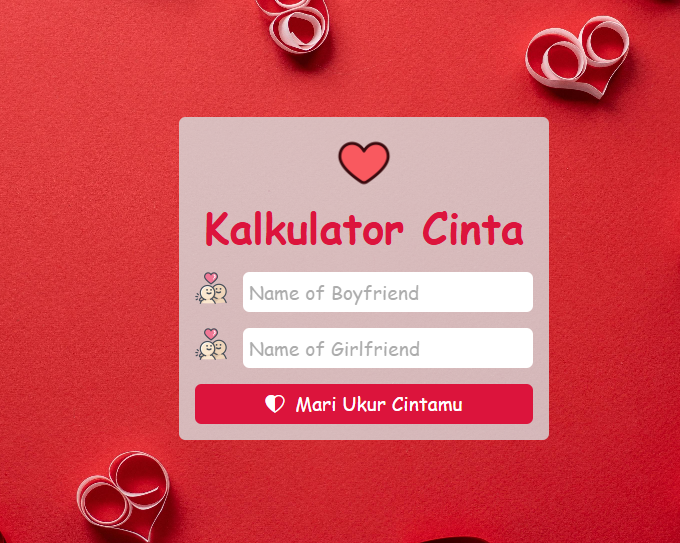 Kalkulator Cinta
Name of Boyfriend
Name of Girlfriend
Mari Ukur Cintamu